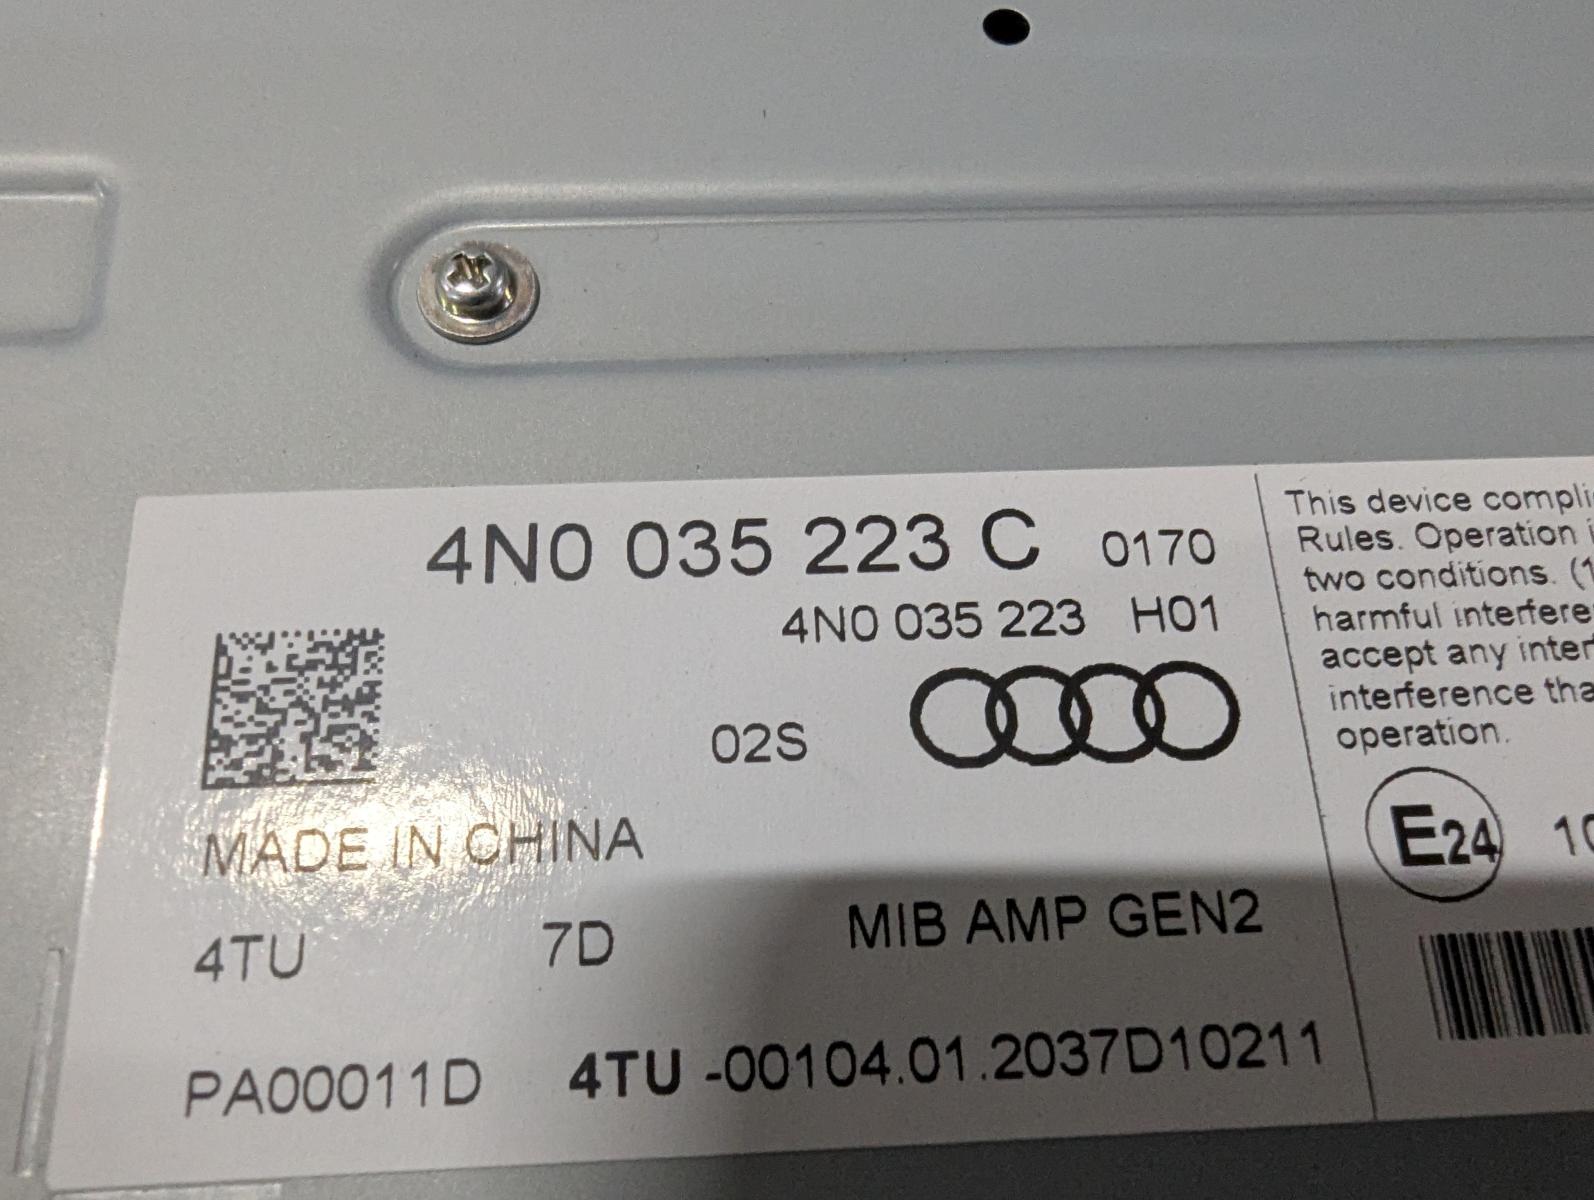 4N0 035 223 C 0170
4N0 035 223 H01
02S
MADE IN CHINA
4TU 7D MIB AMP GEN2
PA00011D 4TU -00104.01.2037D10211
This device compli
Rules. Operation i
two conditions. (1
harmful interfere
accept any inter
interference tha
operation.
E24 10